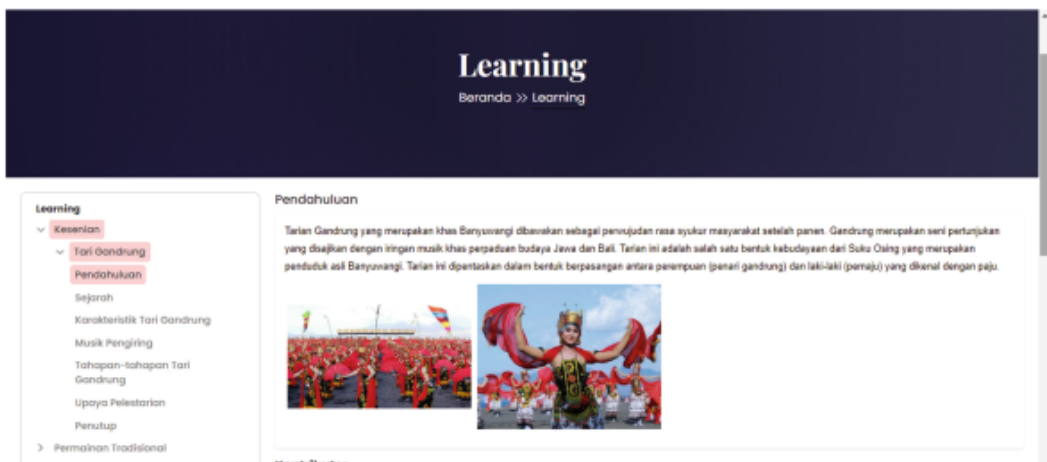 Learning
Beranda >> Learning
Learning
Kesenian
Tari Gandrung
Pendahuluan
Sejarah
Karakteristik Tari Gandrung
Musik Pengiring
Tahapan-tahapan Tari
Gandrung
Upaya Pelestarian
Penutup
Permainan Tradisional
Pendahuluan
Tarian Gandrung yang merupakan khas Banyuwangi dibawakan sebagai perwujudan rasa syukur masyarakat setelah panen. Gandrung merupakan seni pertunjukan
yang disajikan dengan iringan musik khas perpaduan budaya Jawa dan Bali. Tarian ini adalah salah satu bentuk kebudayaan dari Suku Osing yang merupakan
penduduk asli Banyuwangi. Tarian ini dipentaskan dalam bentuk berpasangan antara perempuan (penari gandrung) dan laki-laki (pemaju) yang dikenal dengan paju.